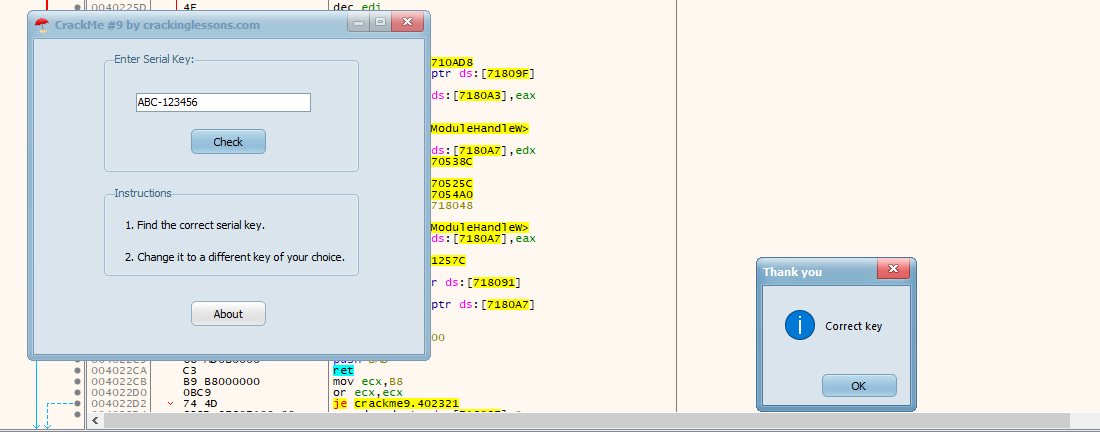 0040225D 4F dec edi
CrackMe #9 by crackinglessons.com
Enter Serial Key:
ABC-123456
Check
Instructions
1. Find the correct serial key.
2. Change it to a different key of your choice.
About
710AD8
ptr ds:[71809F]
ds:[7180A3],eax
ModuleHandleW>
ds:[7180A7],edx
70538C
70525C
7054A0
718048
ModuleHandleW>
ds:[7180A7],eax
1257C
r ds:[718091]
ptr ds:[7180A7]
00
Thank you
Correct key
OK
004022CA C3 ret
004022CB B9 B8000000 mov ecx,B8
004022D0 0BC9 or ecx,ecx
004022D2 74 4D je crackme9.402321